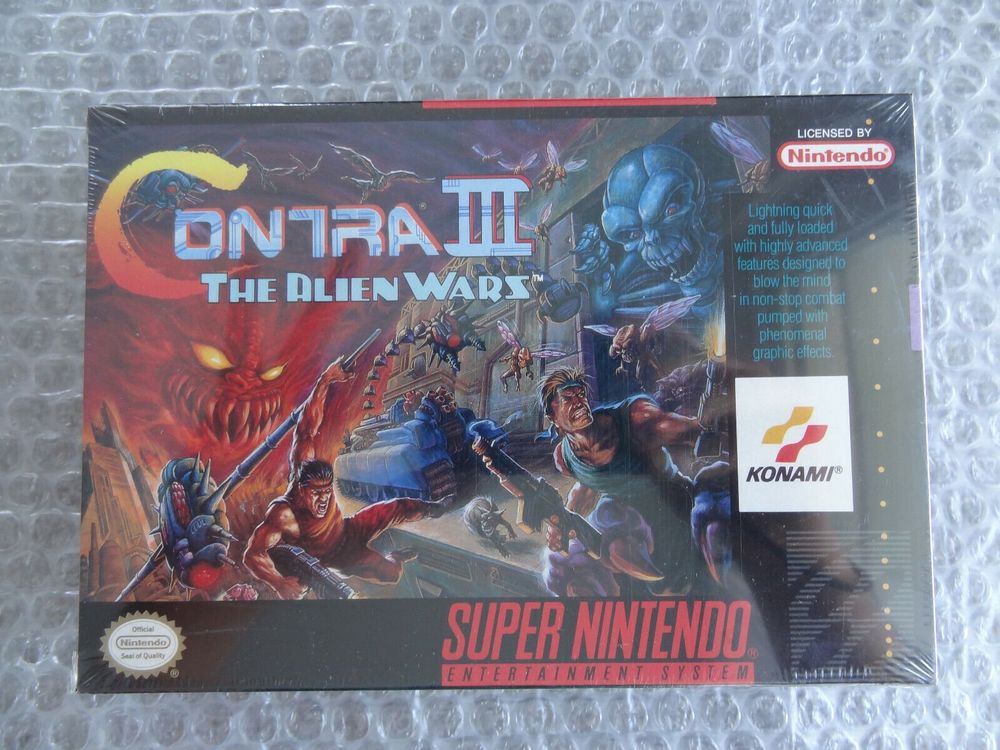 CONTRA® III
THE ALIEN WARS™
LICENSED BY
Nintendo®
Lightning quick
and fully loaded
with highly advanced
features designed to
blow the mind
in non-stop combat
pumped with
phenomenal
graphic effects.
KONAMI®
Official
Nintendo
Seal of Quality
®
SUPER NINTENDO®
ENTERTAINMENT SYSTEM